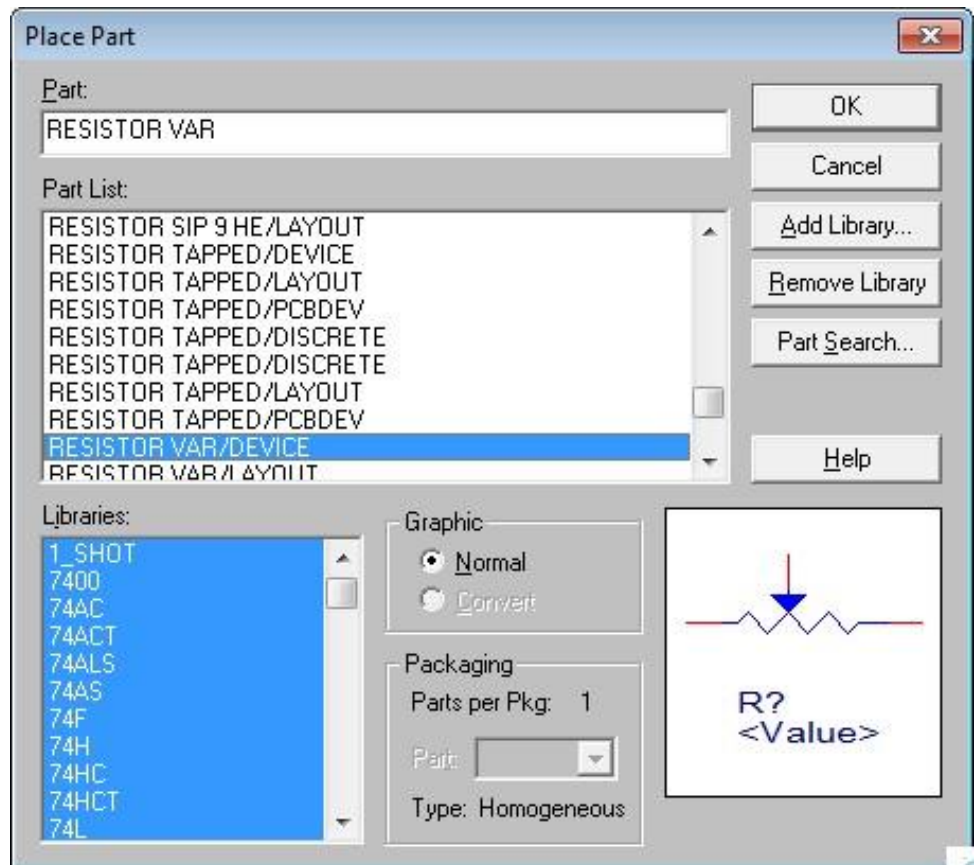 Place Part
Part:
RESISTOR VAR
OK
Cancel
Add Library...
Remove Library
Part Search...
Help
Part List:
RESISTOR SIP 9 HE/LAYOUT
RESISTOR TAPPED/DEVICE
RESISTOR TAPPED/LAYOUT
RESISTOR TAPPED/PCBDEV
RESISTOR TAPPED/DISCRETE
RESISTOR TAPPED/DISCRETE
RESISTOR TAPPED/LAYOUT
RESISTOR TAPPED/PCBDEV
RESISTOR VAR/DEVICE
RESISTOR VAR/LAYOUT
Libraries:
1_SHOT
7400
74AC
74ACT
74ALS
74AS
74F
74H
74HC
74HCT
74L
Graphic
Normal
Convert
Packaging
Parts per Pkg: 1
Part:
Type: Homogeneous
R?
<Value>